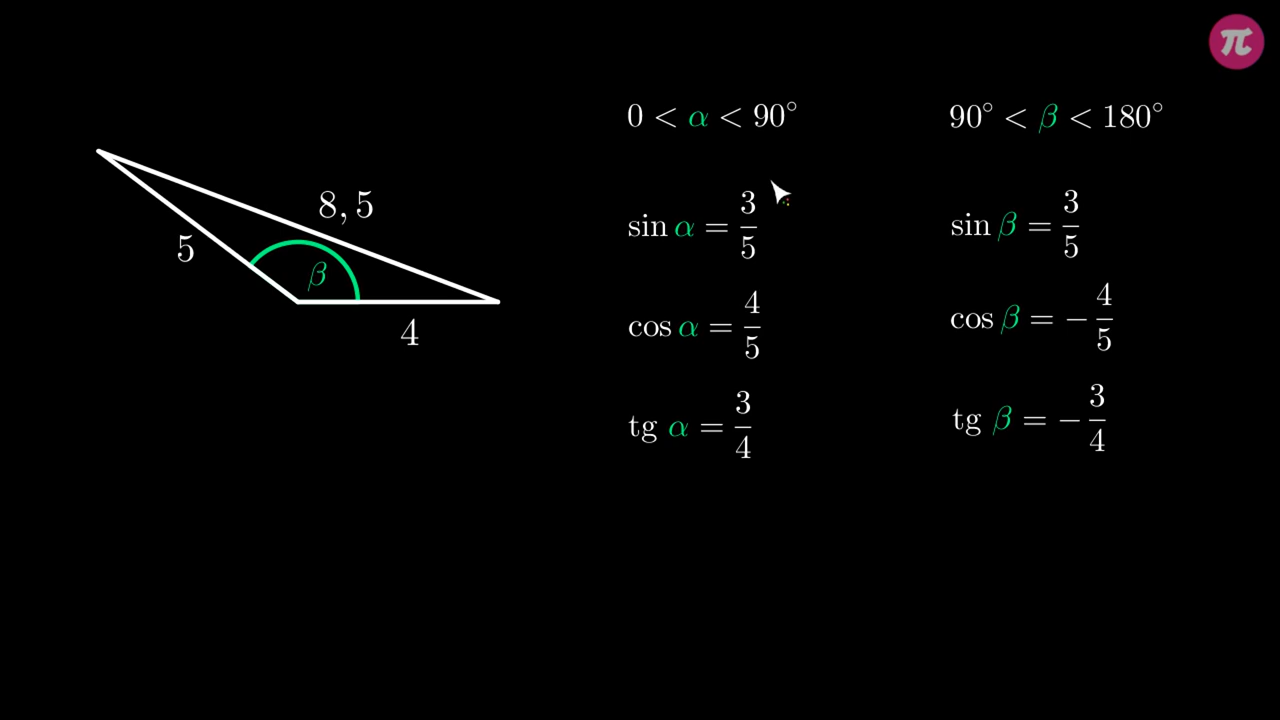 π
0 < α < 90°
90° < β < 180°
8,5
5
β
4
sin α = 3/5
sin β = 3/5
cos α = 4/5
cos β = − 4/5
tg α = 3/4
tg β = − 3/4